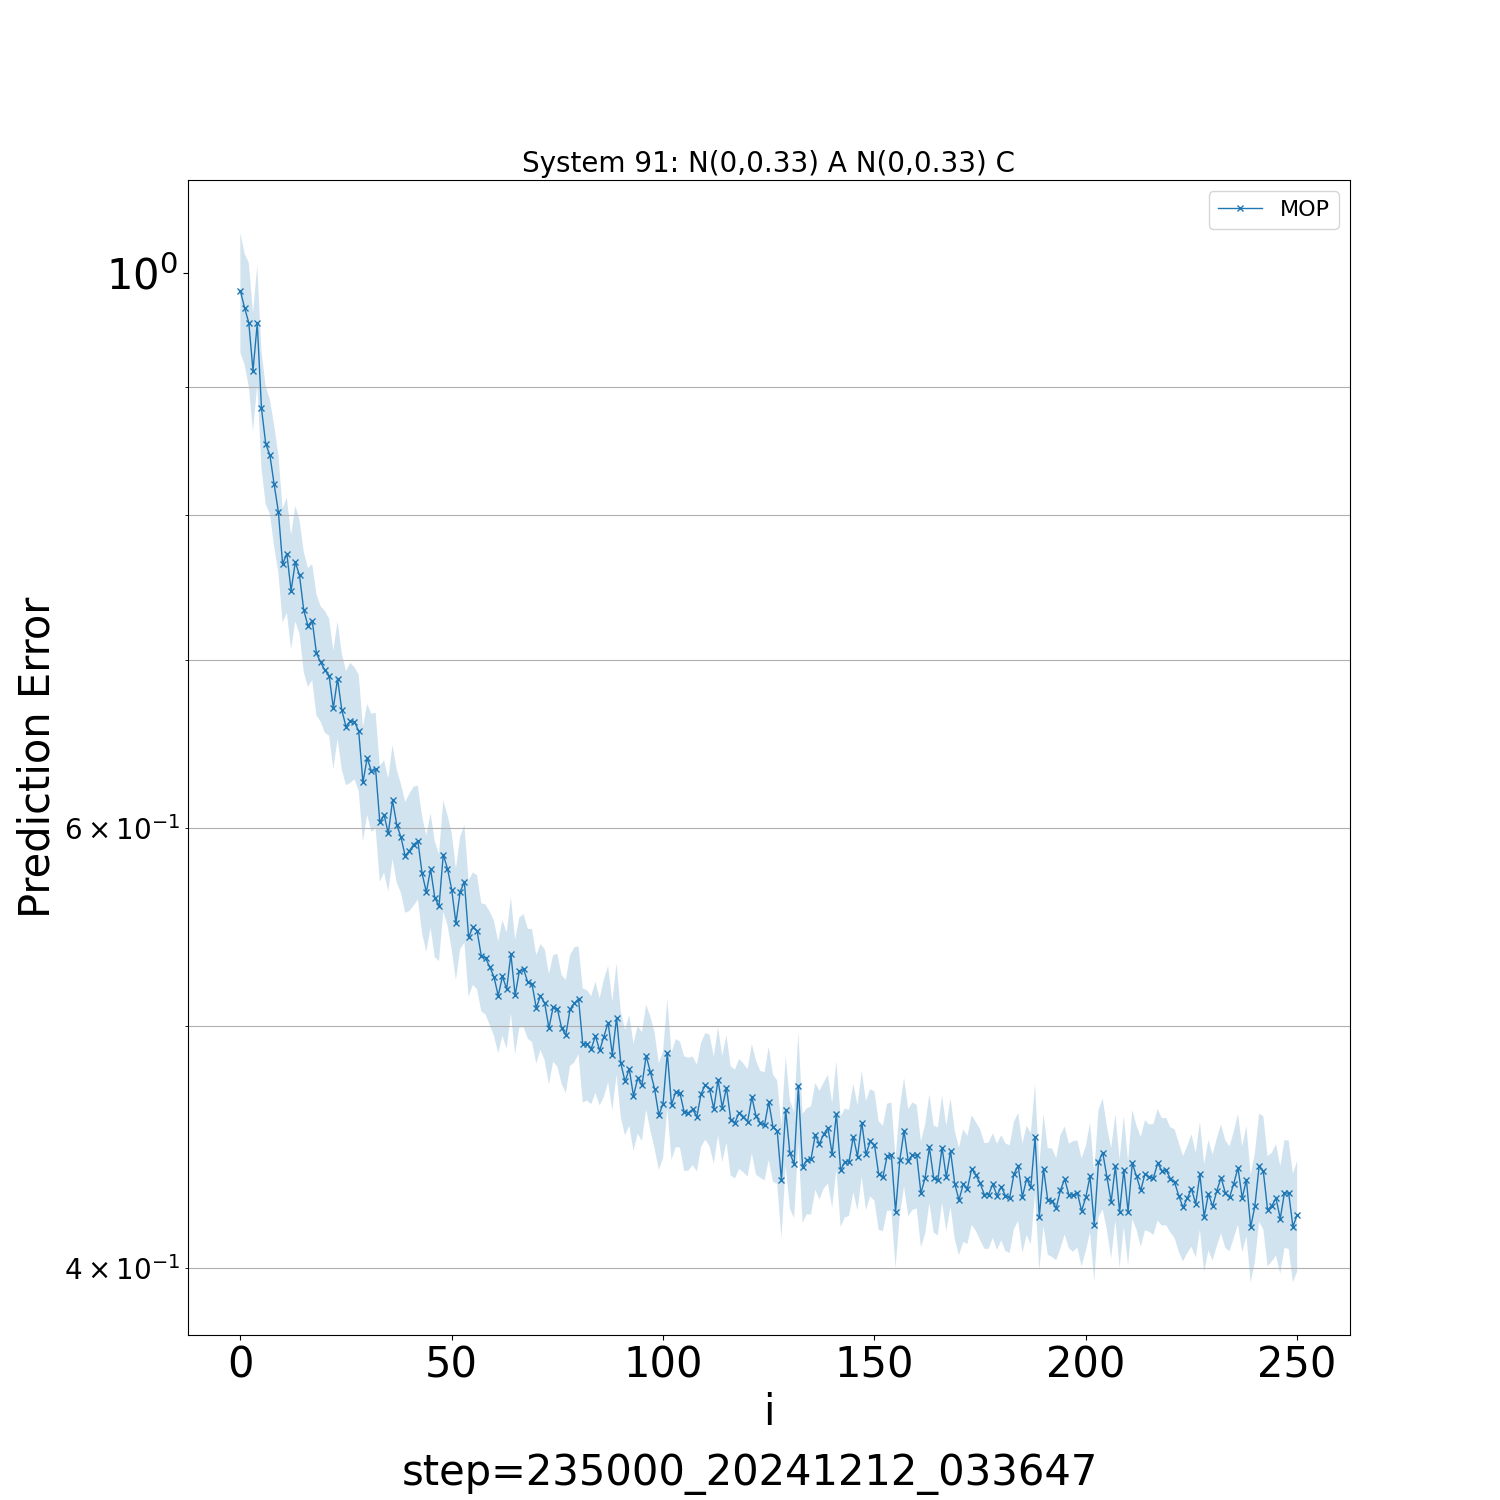 System 91: N(0,0.33) A N(0,0.33) C
MOP
10⁰
6 × 10⁻¹
4 × 10⁻¹
Prediction Error
0 50 100 150 200 250
i
step=235000_20241212_033647